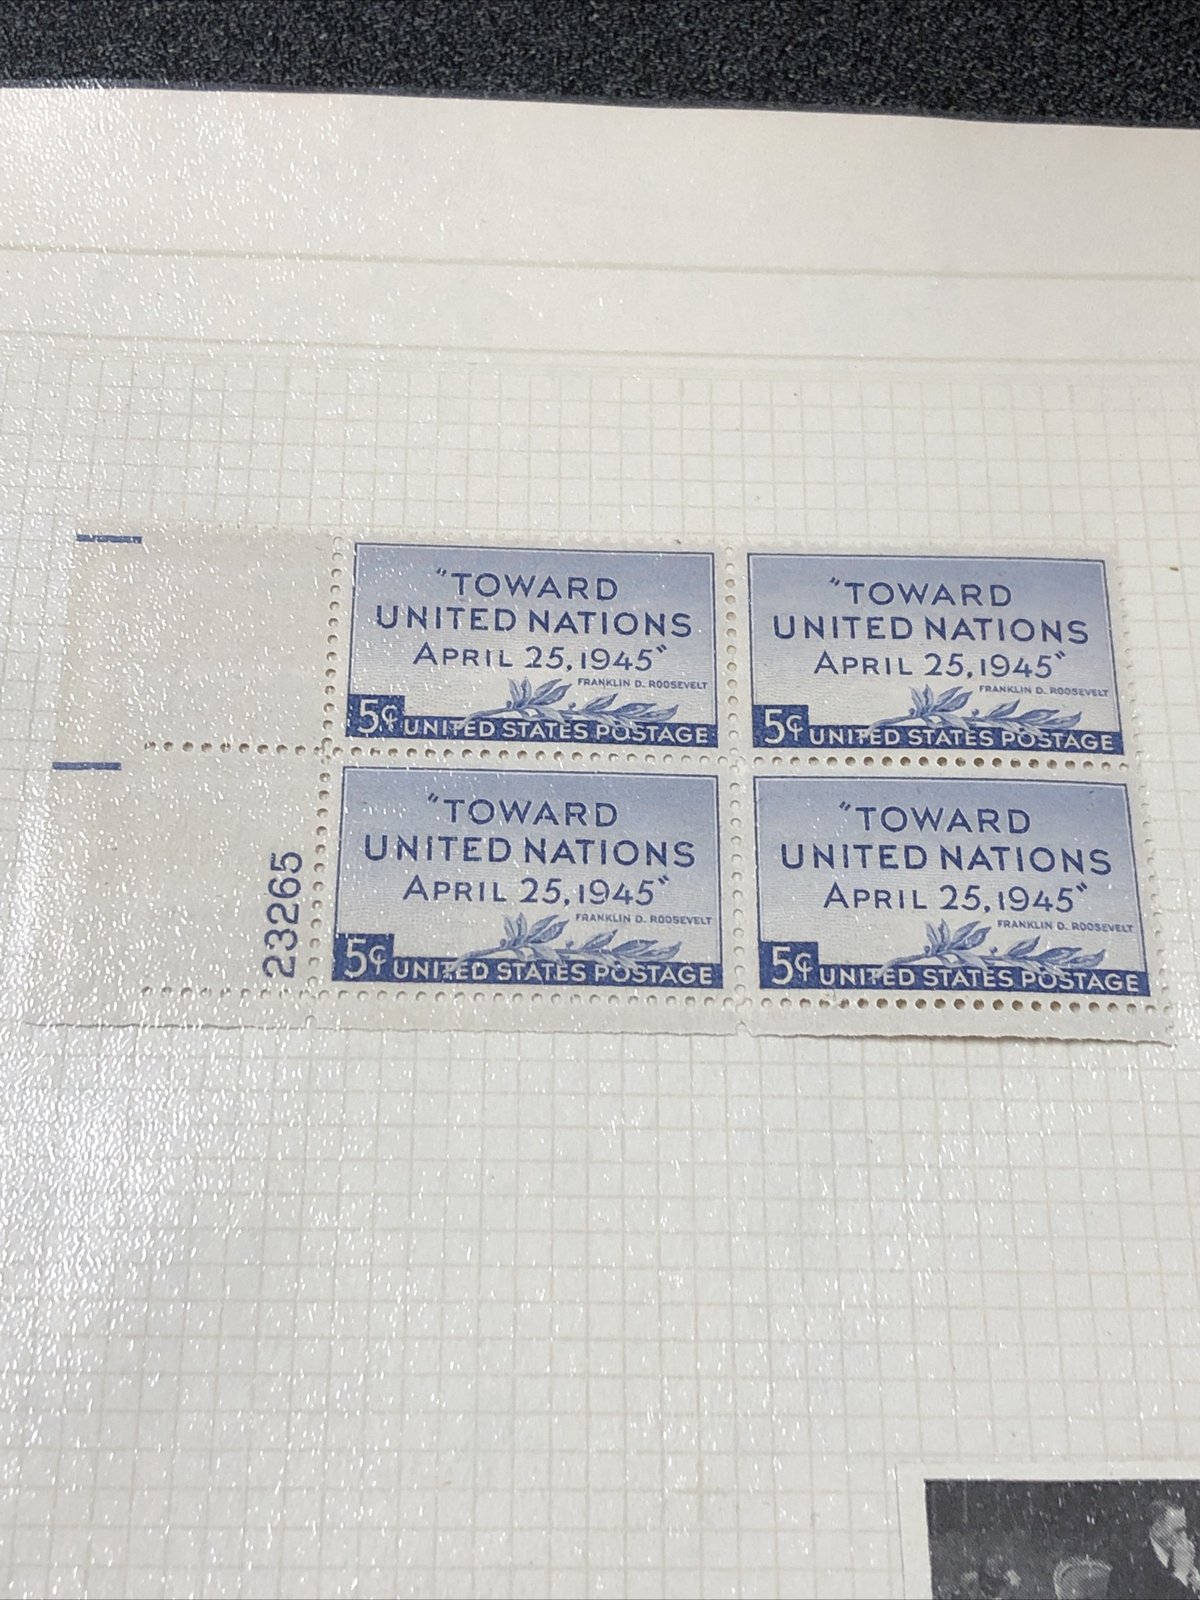 "TOWARD
UNITED NATIONS
APRIL 25, 1945"
FRANKLIN D. ROOSEVELT
5¢ UNITED STATES POSTAGE
"TOWARD
UNITED NATIONS
APRIL 25, 1945"
FRANKLIN D. ROOSEVELT
5¢ UNITED STATES POSTAGE
23265
"TOWARD
UNITED NATIONS
APRIL 25, 1945"
FRANKLIN D. ROOSEVELT
5¢ UNITED STATES POSTAGE
"TOWARD
UNITED NATIONS
APRIL 25, 1945"
FRANKLIN D. ROOSEVELT
5¢ UNITED STATES POSTAGE